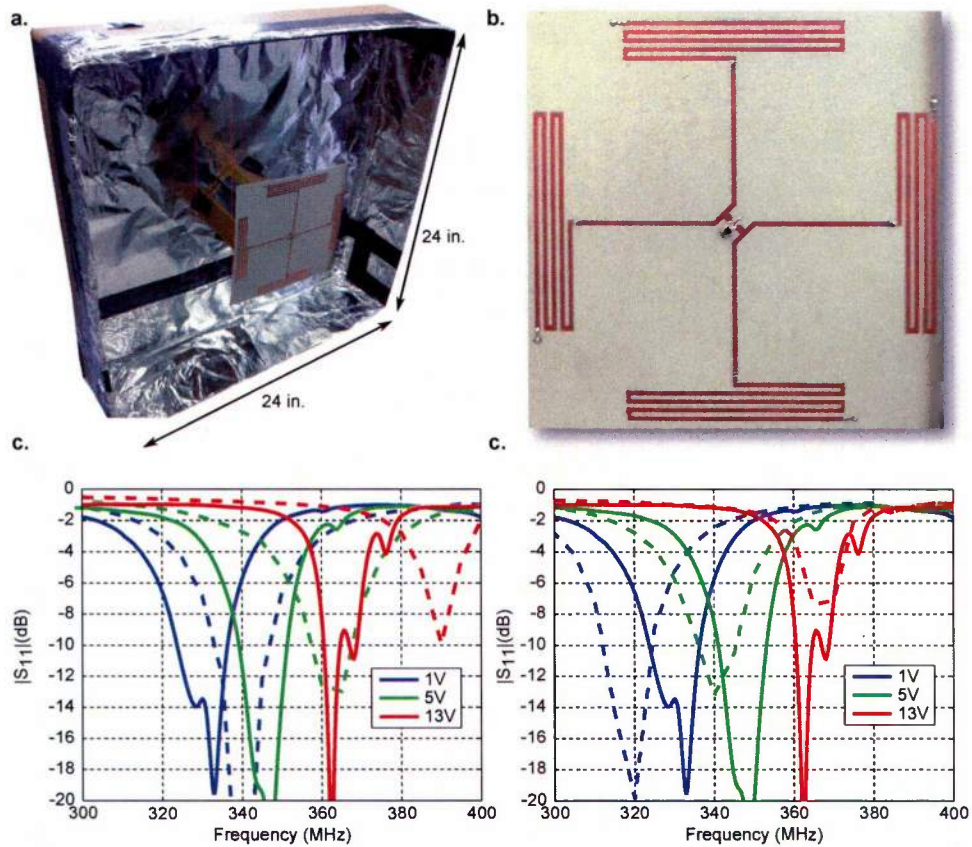 a.
b.
24 in.
24 in.
c.
c.
0
-2
-4
-6
-8
-10
-12
-14
-16
-18
-20
300
320
340
360
380
400
|S11|(dB)
Frequency (MHz)
1V
5V
13V
0
-2
-4
-6
-8
-10
-12
-14
-16
-18
-20
300
320
340
360
380
400
|S11|(dB)
Frequency (MHz)
1V
5V
13V